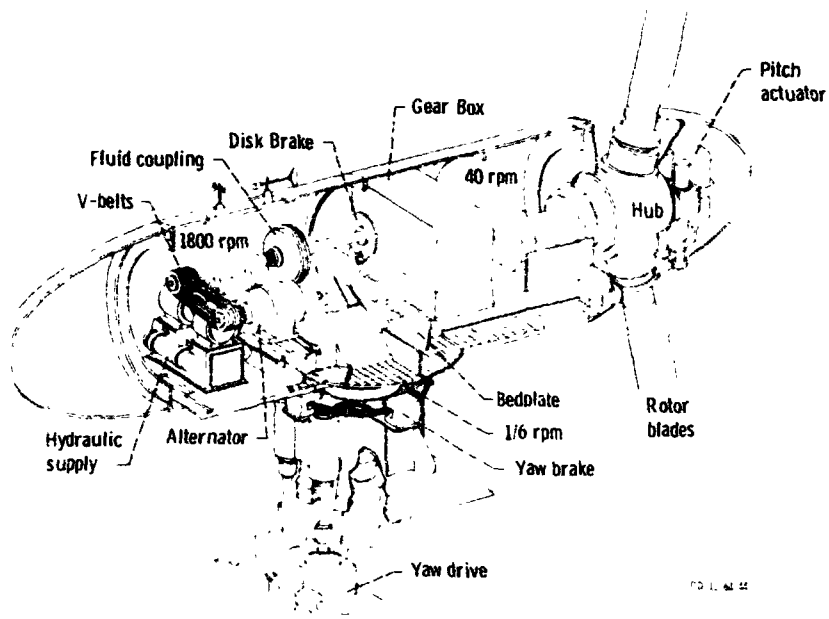 Pitch
actuator
Gear Box
Disk Brake
Fluid coupling
40 rpm
V-belts
Hub
1800 rpm
Bedplate
Rotor
blades
1/6 rpm
Hydraulic
supply
Alternator
Yaw brake
Yaw drive